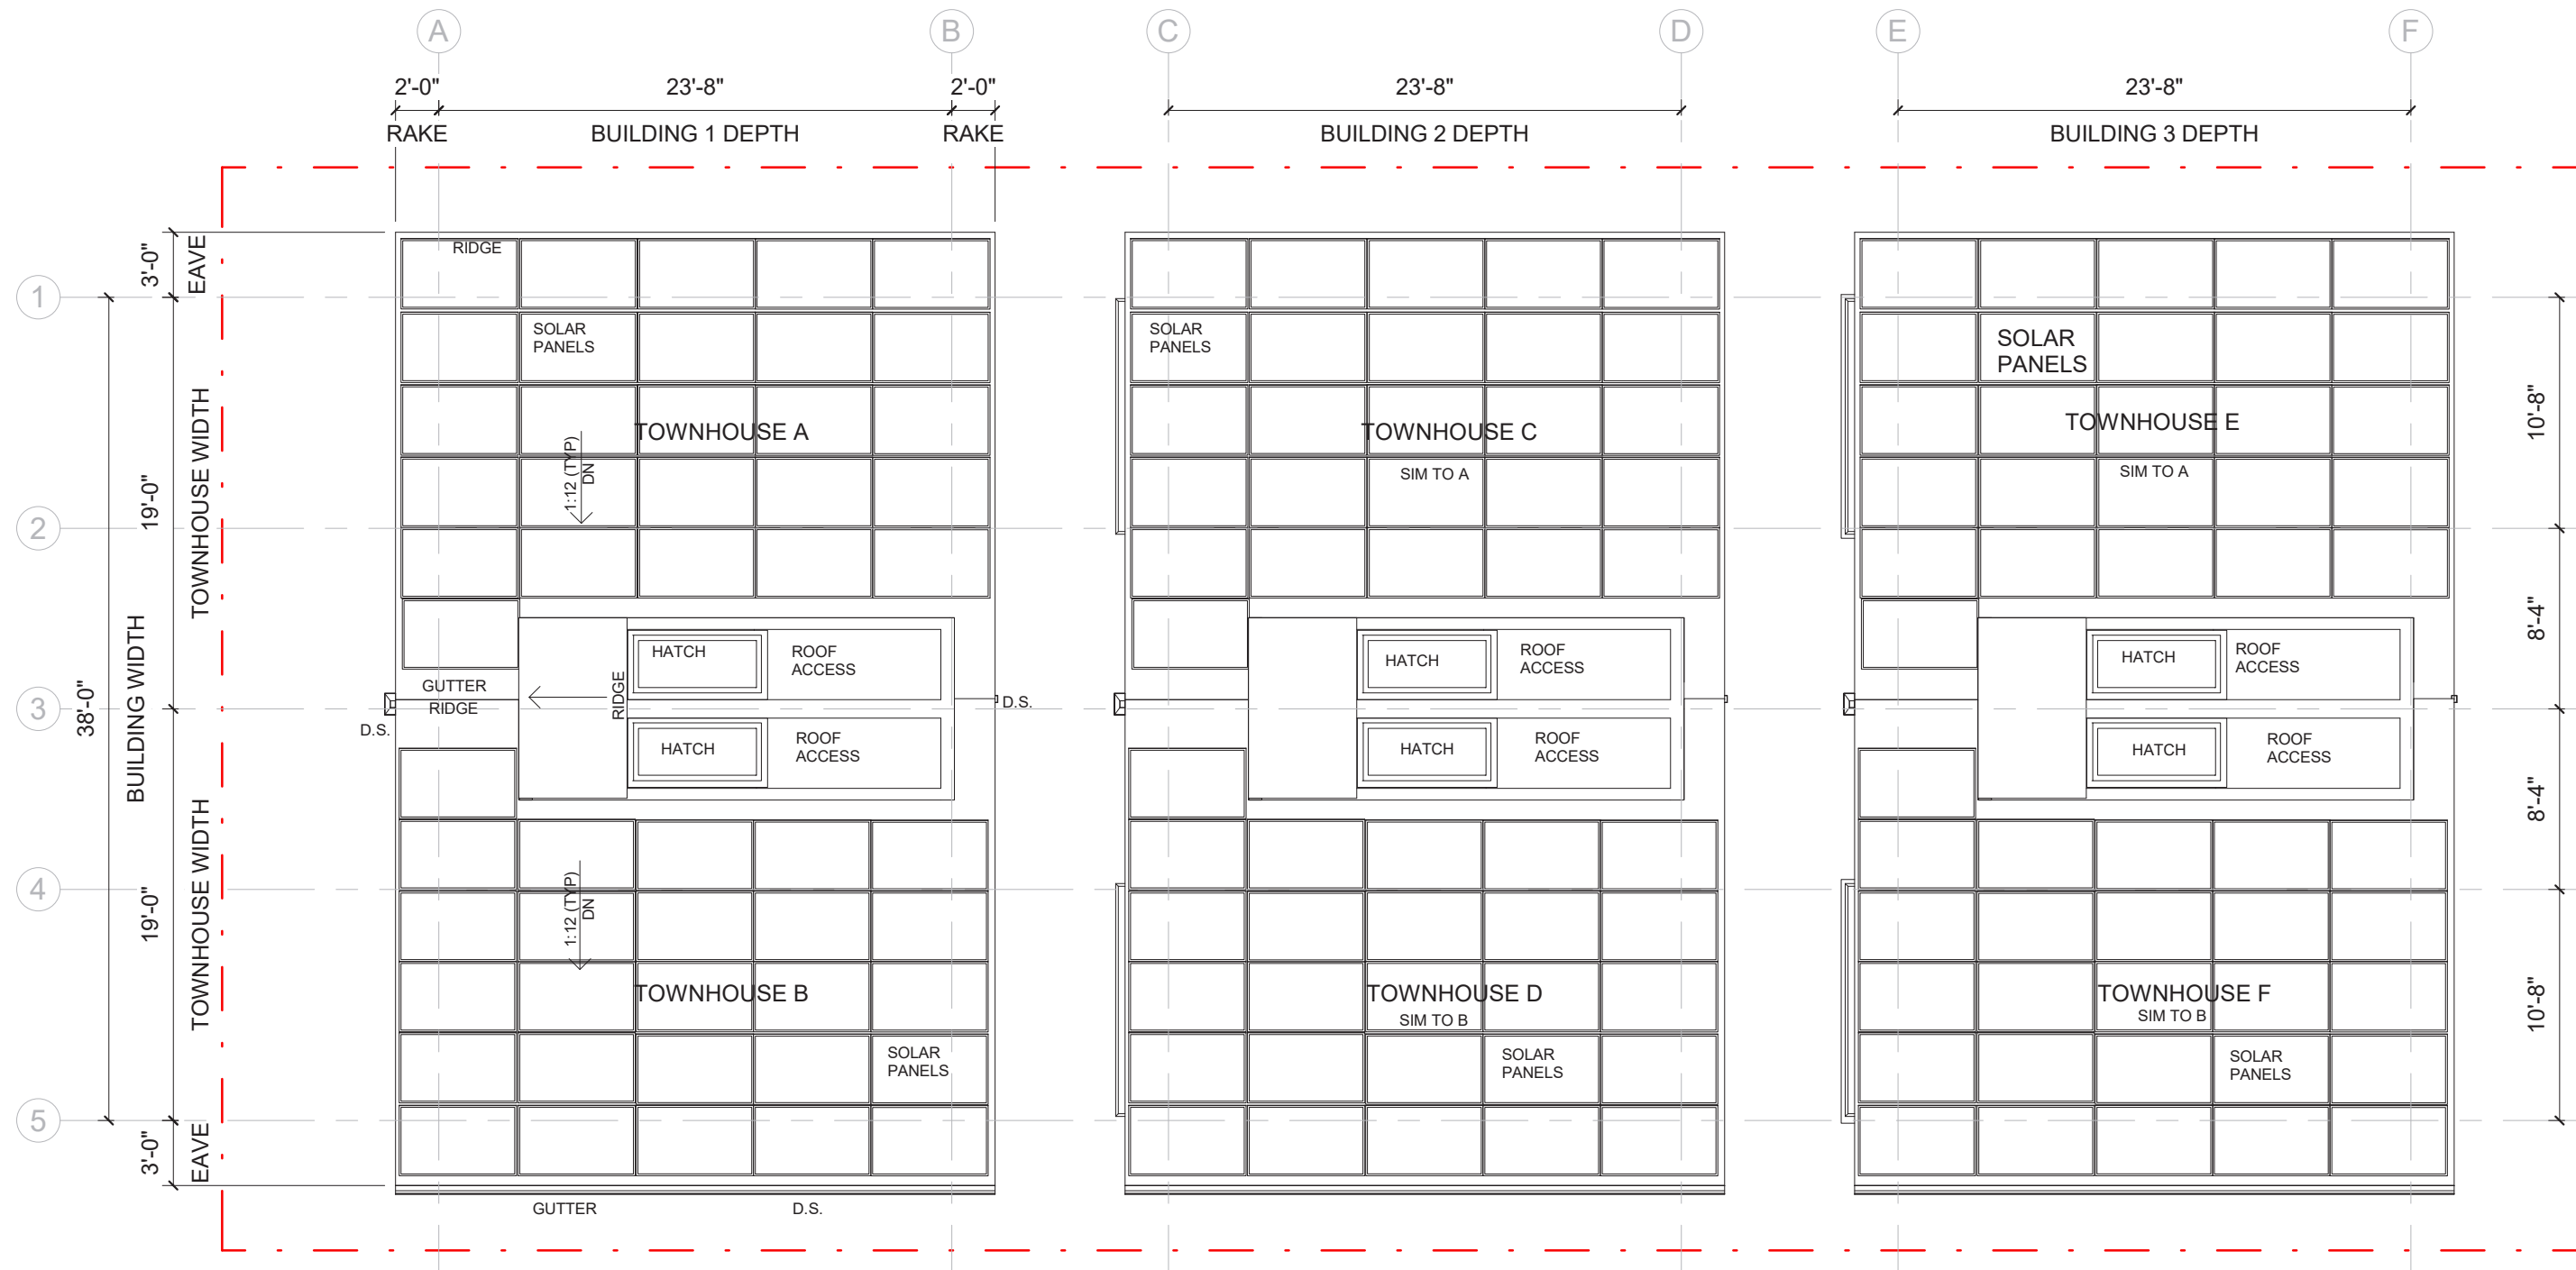 A B C D E F
2'-0" 23'-8" 2'-0" 23'-8" 23'-8"
RAKE BUILDING 1 DEPTH RAKE BUILDING 2 DEPTH BUILDING 3 DEPTH
1
2
3
4
5
3'-0"
EAVE
19'-0"
TOWNHOUSE WIDTH
38'-0"
BUILDING WIDTH
19'-0"
TOWNHOUSE WIDTH
3'-0"
EAVE
RIDGE
SOLAR
PANELS
TOWNHOUSE A
1:12 (TYP)
DN
GUTTER
RIDGE
D.S.
RIDGE
HATCH
ROOF
ACCESS
HATCH
ROOF
ACCESS
D.S.
1:12 (TYP)
DN
TOWNHOUSE B
SOLAR
PANELS
GUTTER
D.S.
SOLAR
PANELS
TOWNHOUSE C
SIM TO A
HATCH
ROOF
ACCESS
HATCH
ROOF
ACCESS
TOWNHOUSE D
SIM TO B
SOLAR
PANELS
SOLAR
PANELS
TOWNHOUSE E
SIM TO A
HATCH
ROOF
ACCESS
HATCH
ROOF
ACCESS
TOWNHOUSE F
SIM TO B
SOLAR
PANELS
10'-8"
8'-4"
8'-4"
10'-8"